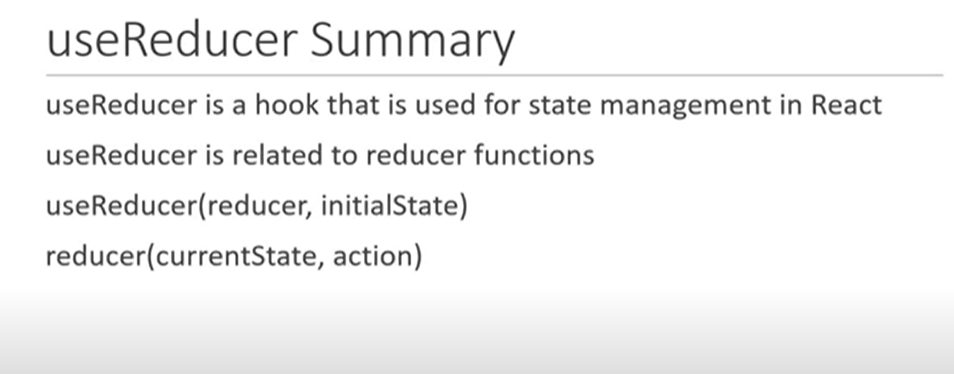 useReducer Summary
useReducer is a hook that is used for state management in React
useReducer is related to reducer functions
useReducer(reducer, initialState)
reducer(currentState, action)